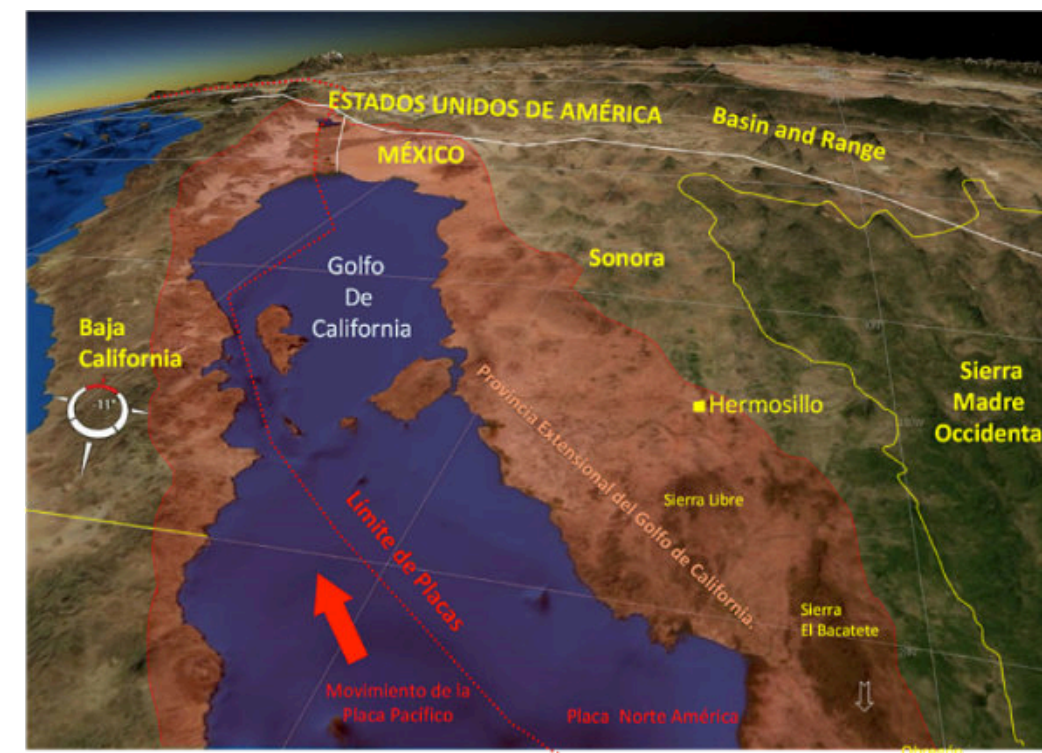 ESTADOS UNIDOS DE AMÉRICA
Basin and Range
MÉXICO
Golfo
De
California
Sonora
Baja
California
-11°
Sierra
Madre
Occidenta
Hermosillo
Provincia Extensional del Golfo de California.
Sierra Libre
Límite de Placas
Sierra
El Bacatete
Movimiento de la
Placa Pacífico
Placa Norte América